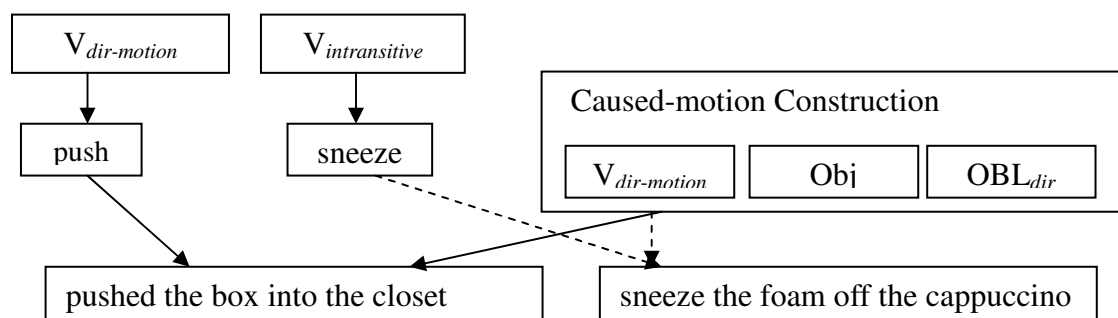 V dir-motion
V intransitive
Caused-motion Construction
push
sneeze
V dir-motion
Obj
OBL dir
pushed the box into the closet
sneeze the foam off the cappuccino